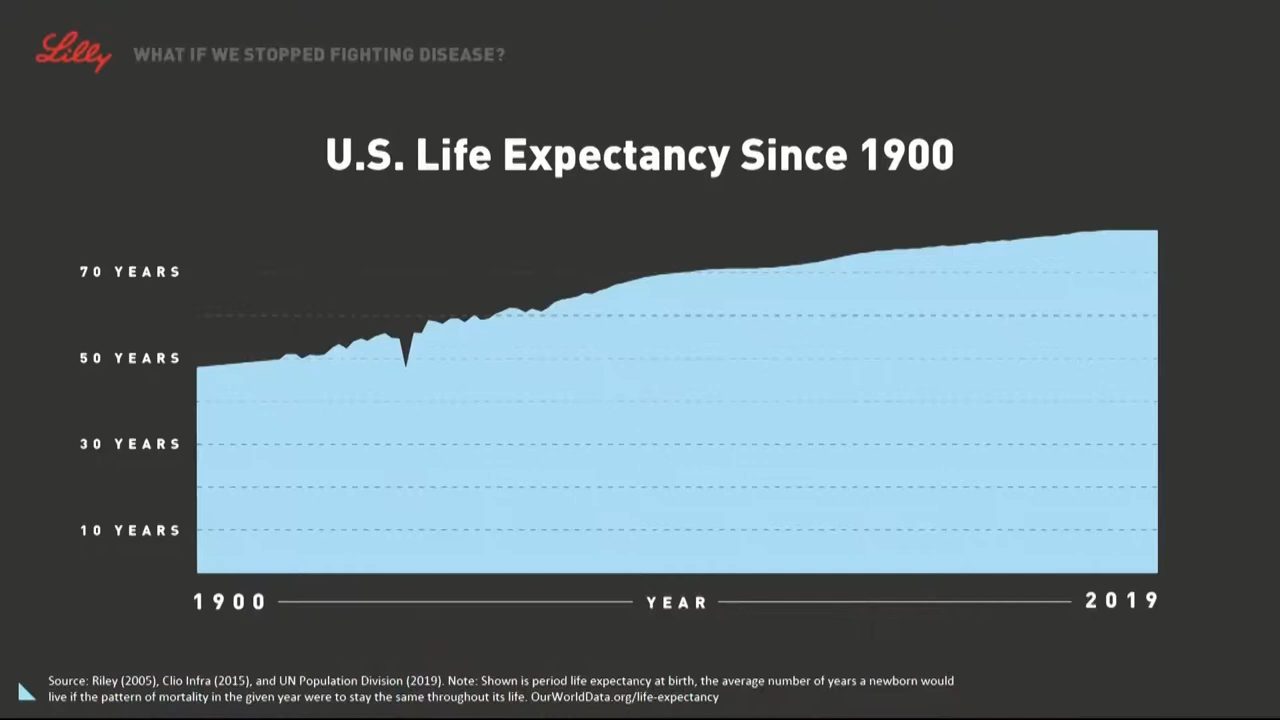 Lilly WHAT IF WE STOPPED FIGHTING DISEASE?
U.S. Life Expectancy Since 1900
70 YEARS
50 YEARS
30 YEARS
10 YEARS
1900 YEAR 2019
Source: Riley (2005), Clio Infra (2015), and UN Population Division (2019). Note: Shown is period life expectancy at birth, the average number of years a newborn would
live if the pattern of mortality in the given year were to stay the same throughout its life. OurWorldData.org/life-expectancy